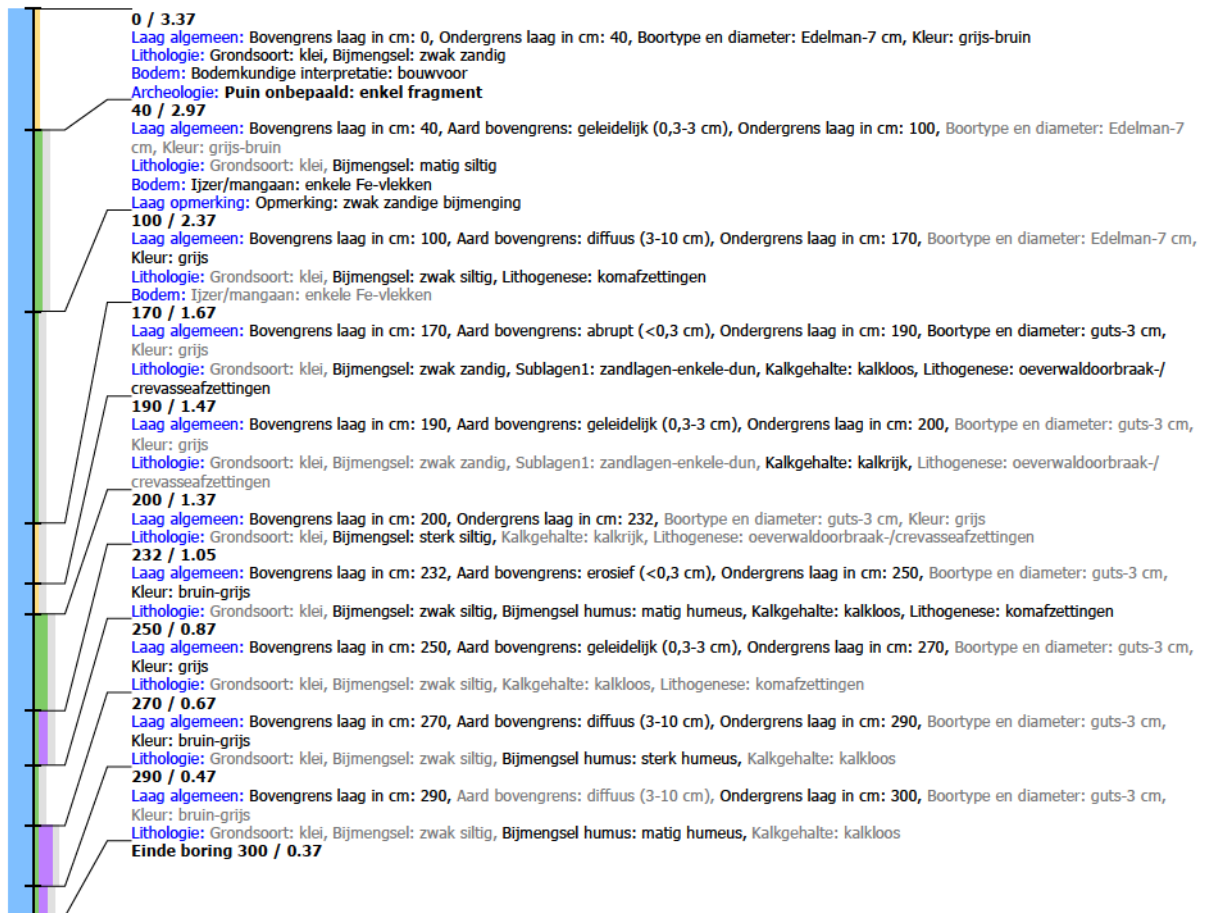 0 / 3.37
Laag algemeen: Bovengrens laag in cm: 0, Ondergrens laag in cm: 40, Boortype en diameter: Edelman-7 cm, Kleur: grijs-bruin
Lithologie: Grondsoort: klei, Bijmengsel: zwak zandig
Bodem: Bodemkundige interpretatie: bouwvoor
Archeologie: Puin onbepaald: enkel fragment
40 / 2.97
Laag algemeen: Bovengrens laag in cm: 40, Aard bovengrens: geleidelijk (0,3-3 cm), Ondergrens laag in cm: 100, Boortype en diameter: Edelman-7
cm, Kleur: grijs-bruin
Lithologie: Grondsoort: klei, Bijmengsel: matig siltig
Bodem: Ijzer/mangaan: enkele Fe-vlekken
Laag opmerking: Opmerking: zwak zandige bijmenging
100 / 2.37
Laag algemeen: Bovengrens laag in cm: 100, Aard bovengrens: diffuus (3-10 cm), Ondergrens laag in cm: 170, Boortype en diameter: Edelman-7 cm,
Kleur: grijs
Lithologie: Grondsoort: klei, Bijmengsel: zwak siltig, Lithogenese: komafzettingen
Bodem: Ijzer/mangaan: enkele Fe-vlekken
170 / 1.67
Laag algemeen: Bovengrens laag in cm: 170, Aard bovengrens: abrupt (<0,3 cm), Ondergrens laag in cm: 190, Boortype en diameter: guts-3 cm,
Kleur: grijs
Lithologie: Grondsoort: klei, Bijmengsel: zwak zandig, Sublagen1: zandlagen-enkele-dun, Kalkgehalte: kalkloos, Lithogenese: oeverwaldoorbraak-/
crevasseafzettingen
190 / 1.47
Laag algemeen: Bovengrens laag in cm: 190, Aard bovengrens: geleidelijk (0,3-3 cm), Ondergrens laag in cm: 200, Boortype en diameter: guts-3 cm,
Kleur: grijs
Lithologie: Grondsoort: klei, Bijmengsel: zwak zandig, Sublagen1: zandlagen-enkele-dun, Kalkgehalte: kalkrijk, Lithogenese: oeverwaldoorbraak-/
crevasseafzettingen
200 / 1.37
Laag algemeen: Bovengrens laag in cm: 200, Ondergrens laag in cm: 232, Boortype en diameter: guts-3 cm, Kleur: grijs
Lithologie: Grondsoort: klei, Bijmengsel: sterk siltig, Kalkgehalte: kalkrijk, Lithogenese: oeverwaldoorbraak-/crevasseafzettingen
232 / 1.05
Laag algemeen: Bovengrens laag in cm: 232, Aard bovengrens: erosief (<0,3 cm), Ondergrens laag in cm: 250, Boortype en diameter: guts-3 cm,
Kleur: bruin-grijs
Lithologie: Grondsoort: klei, Bijmengsel: zwak siltig, Bijmengsel humus: matig humeus, Kalkgehalte: kalkloos, Lithogenese: komafzettingen
250 / 0.87
Laag algemeen: Bovengrens laag in cm: 250, Aard bovengrens: geleidelijk (0,3-3 cm), Ondergrens laag in cm: 270, Boortype en diameter: guts-3 cm,
Kleur: grijs
Lithologie: Grondsoort: klei, Bijmengsel: zwak siltig, Kalkgehalte: kalkloos, Lithogenese: komafzettingen
270 / 0.67
Laag algemeen: Bovengrens laag in cm: 270, Aard bovengrens: diffuus (3-10 cm), Ondergrens laag in cm: 290, Boortype en diameter: guts-3 cm,
Kleur: bruin-grijs
Lithologie: Grondsoort: klei, Bijmengsel: zwak siltig, Bijmengsel humus: sterk humeus, Kalkgehalte: kalkloos
290 / 0.47
Laag algemeen: Bovengrens laag in cm: 290, Aard bovengrens: diffuus (3-10 cm), Ondergrens laag in cm: 300, Boortype en diameter: guts-3 cm,
Kleur: bruin-grijs
Lithologie: Grondsoort: klei, Bijmengsel: zwak siltig, Bijmengsel humus: matig humeus, Kalkgehalte: kalkloos
Einde boring 300 / 0.37